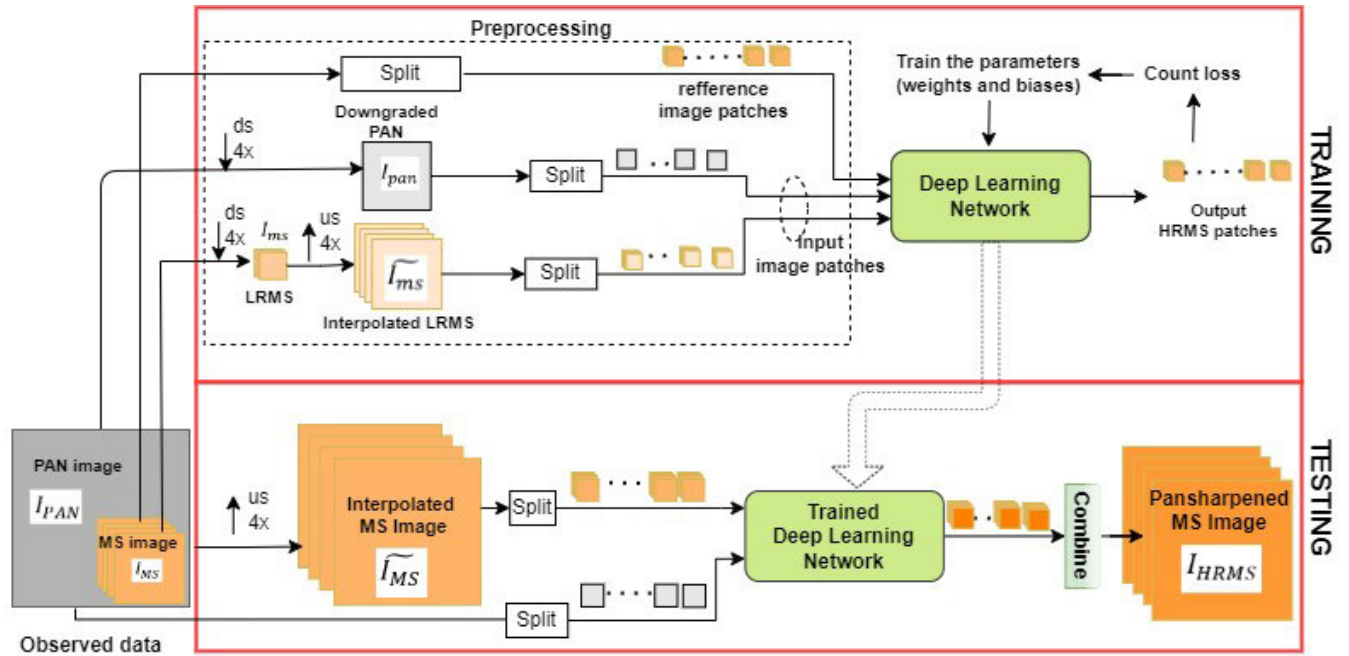 Preprocessing
Split
refference
image patches
Downgraded
PAN
ds
4x
I_pan
Split
ds
4x
I_ms
us
4x
LRMS
Ĩ_ms
Interpolated LRMS
Split
Input
image patches
Train the parameters
(weights and biases)
Count loss
Deep Learning
Network
Output
HRMS patches
TRAINING
PAN image
I_PAN
MS image
I_MS
Observed data
us
4x
Interpolated
MS Image
Ĩ_MS
Split
Split
Trained
Deep Learning
Network
Combine
Pansharpened
MS Image
I_HRMS
TESTING